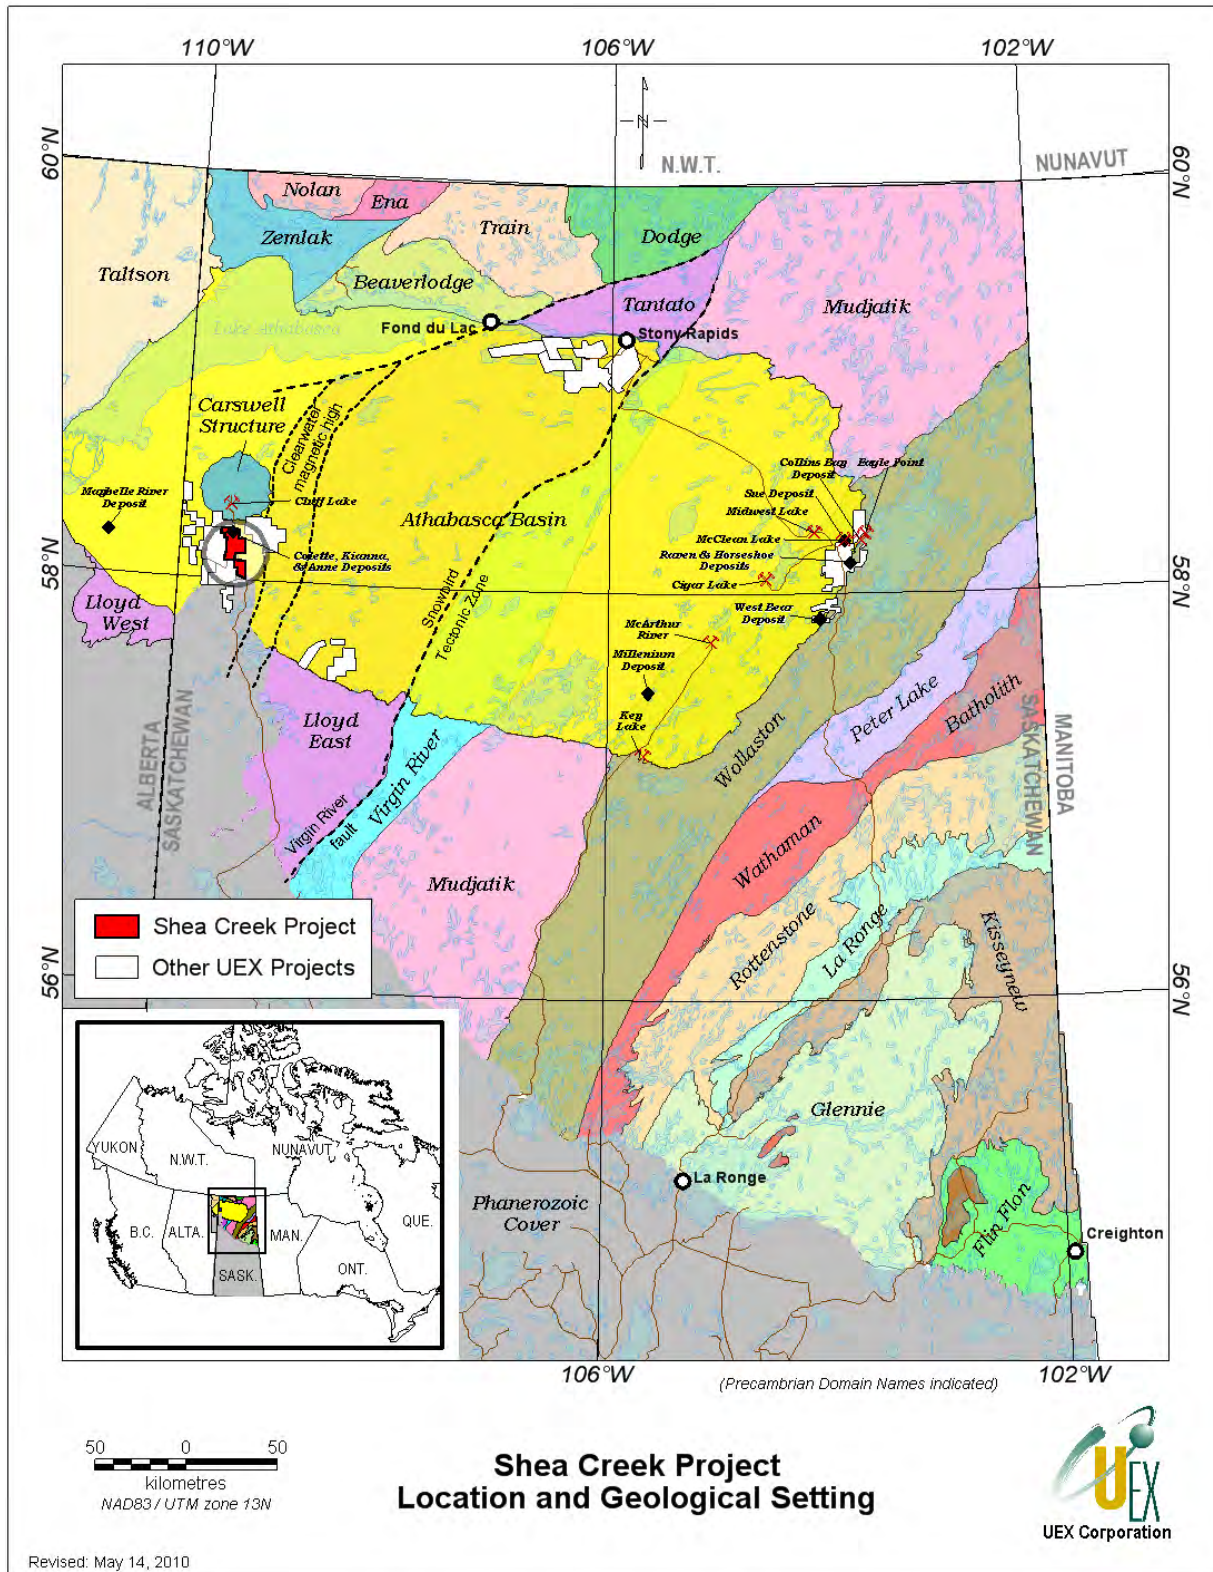 110°W
106°W
102°W
60°N
60°N
N
N.W.T.
NUNAVUT
Nolan
Ena
Zemlak
Train
Dodge
Taltson
Beaverlodge
Tantato
Mudjatik
Lake Athabasca
Fond du Lac
Stony Rapids
Carswell
Structure
Clearwater
magnetic high
Collins Bay
Deposit
Eagle Point
Maybelle River
Deposit
Cluff Lake
Sue Deposit
Midwest Lake
Athabasca Basin
McClean Lake
Colette, Kianna,
& Anne Deposits
Raven & Horseshoe
Deposits
Cigar Lake
58°N
58°N
Lloyd
West
Snowbird
Tectonic Zone
West Bear
Deposit
McArthur
River
Millenium
Deposit
Key
Lake
Peter Lake
Batholith
Lloyd
East
ALBERTA
SASKATCHEWAN
MANITOBA
SASKATCHEWAN
Virgin River
Wollaston
Virgin River
fault
Wathaman
Mudjatik
Rottenstone
La Ronge
Kisseynew
Shea Creek Project
Other UEX Projects
56°N
56°N
Glennie
YUKON
N.W.T.
NUNAVUT
B.C.
ALTA.
MAN.
QUE.
SASK.
ONT.
La Ronge
Phanerozoic
Cover
Flin Flon
Creighton
106°W
102°W
(Precambrian Domain Names indicated)
50 0 50
kilometres
NAD83 / UTM zone 13N
Shea Creek Project
Location and Geological Setting
UEX
UEX Corporation
Revised: May 14, 2010